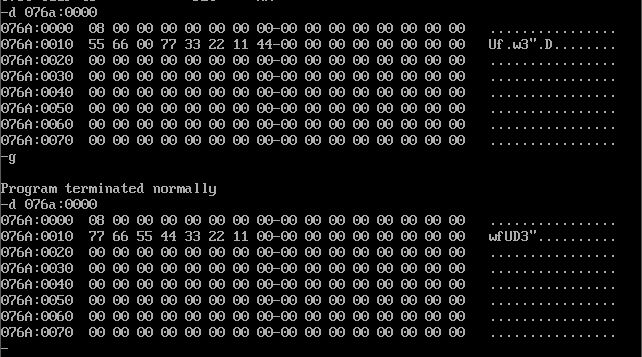 -d 076a:0000
076A:0000  08 00 00 00 00 00 00 00-00 00 00 00 00 00 00 00   ................
076A:0010  55 66 00 77 33 22 11 44-00 00 00 00 00 00 00 00   Uf.w3".D........
076A:0020  00 00 00 00 00 00 00 00-00 00 00 00 00 00 00 00   ................
076A:0030  00 00 00 00 00 00 00 00-00 00 00 00 00 00 00 00   ................
076A:0040  00 00 00 00 00 00 00 00-00 00 00 00 00 00 00 00   ................
076A:0050  00 00 00 00 00 00 00 00-00 00 00 00 00 00 00 00   ................
076A:0060  00 00 00 00 00 00 00 00-00 00 00 00 00 00 00 00   ................
076A:0070  00 00 00 00 00 00 00 00-00 00 00 00 00 00 00 00   ................
-g
Program terminated normally
-d 076a:0000
076A:0000  08 00 00 00 00 00 00 00-00 00 00 00 00 00 00 00   ................
076A:0010  77 66 55 44 33 22 11 00-00 00 00 00 00 00 00 00   wfUD3"..........
076A:0020  00 00 00 00 00 00 00 00-00 00 00 00 00 00 00 00   ................
076A:0030  00 00 00 00 00 00 00 00-00 00 00 00 00 00 00 00   ................
076A:0040  00 00 00 00 00 00 00 00-00 00 00 00 00 00 00 00   ................
076A:0050  00 00 00 00 00 00 00 00-00 00 00 00 00 00 00 00   ................
076A:0060  00 00 00 00 00 00 00 00-00 00 00 00 00 00 00 00   ................
076A:0070  00 00 00 00 00 00 00 00-00 00 00 00 00 00 00 00   ................
-